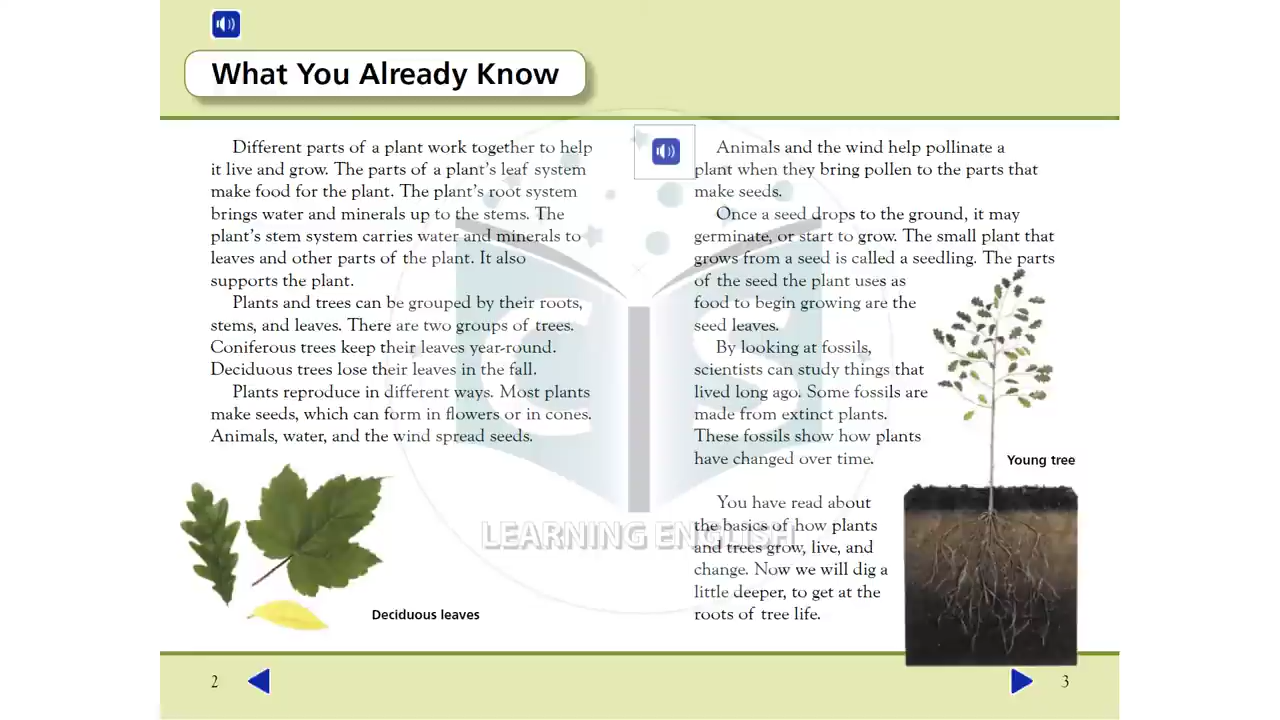 What You Already Know
Different parts of a plant work together to help
it live and grow. The parts of a plant’s leaf system
make food for the plant. The plant’s root system
brings water and minerals up to the stems. The
plant’s stem system carries water and minerals to
leaves and other parts of the plant. It also
supports the plant.
Plants and trees can be grouped by their roots,
stems, and leaves. There are two groups of trees.
Coniferous trees keep their leaves year-round.
Deciduous trees lose their leaves in the fall.
Plants reproduce in different ways. Most plants
make seeds, which can form in flowers or in cones.
Animals, water, and the wind spread seeds.
Deciduous leaves
2
Animals and the wind help pollinate a
plant when they bring pollen to the parts that
make seeds.
Once a seed drops to the ground, it may
germinate, or start to grow. The small plant that
grows from a seed is called a seedling. The parts
of the seed the plant uses as
food to begin growing are the
seed leaves.
By looking at fossils,
scientists can study things that
lived long ago. Some fossils are
made from extinct plants.
These fossils show how plants
have changed over time.
Young tree
You have read about
the basics of how plants
and trees grow, live, and
change. Now we will dig a
little deeper, to get at the
roots of tree life.
3
CS
LEARNING ENGLISH